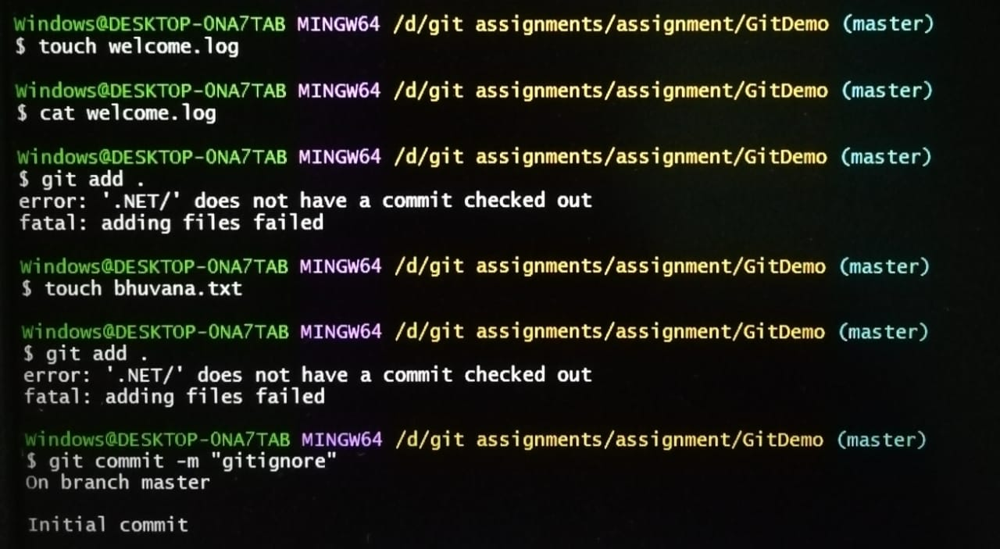 Windows@DESKTOP-0NA7TAB MINGW64 /d/git assignments/assignment/GitDemo (master)
$ touch welcome.log
Windows@DESKTOP-0NA7TAB MINGW64 /d/git assignments/assignment/GitDemo (master)
$ cat welcome.log
Windows@DESKTOP-0NA7TAB MINGW64 /d/git assignments/assignment/GitDemo (master)
$ git add .
error: '.NET/' does not have a commit checked out
fatal: adding files failed
Windows@DESKTOP-0NA7TAB MINGW64 /d/git assignments/assignment/GitDemo (master)
$ touch bhuvana.txt
Windows@DESKTOP-0NA7TAB MINGW64 /d/git assignments/assignment/GitDemo (master)
$ git add .
error: '.NET/' does not have a commit checked out
fatal: adding files failed
Windows@DESKTOP-0NA7TAB MINGW64 /d/git assignments/assignment/GitDemo (master)
$ git commit -m "gitignore"
On branch master
Initial commit